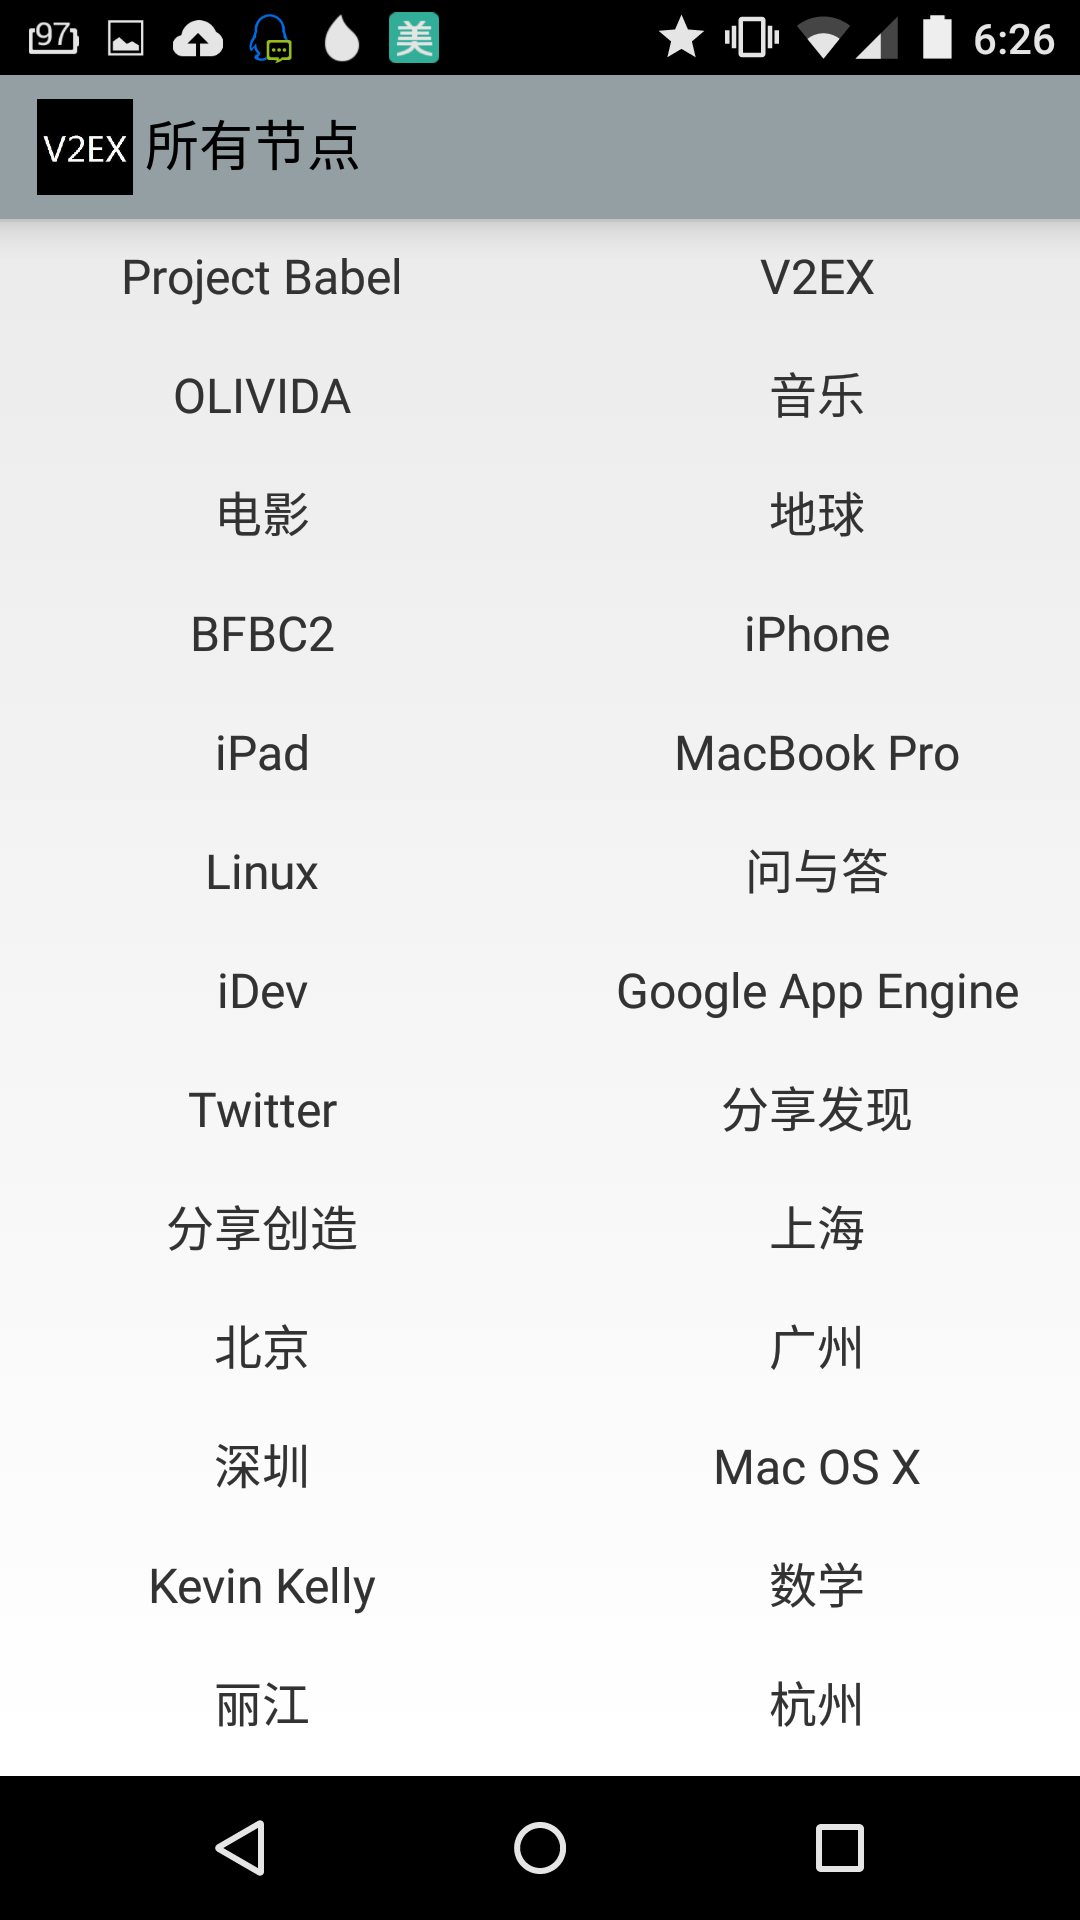 97 美 6:26
V2EX 所有节点
Project Babel V2EX
OLIVIDA 音乐
电影 地球
BFBC2 iPhone
iPad MacBook Pro
Linux 问与答
iDev Google App Engine
Twitter 分享发现
分享创造 上海
北京 广州
深圳 Mac OS X
Kevin Kelly 数学
丽江 杭州